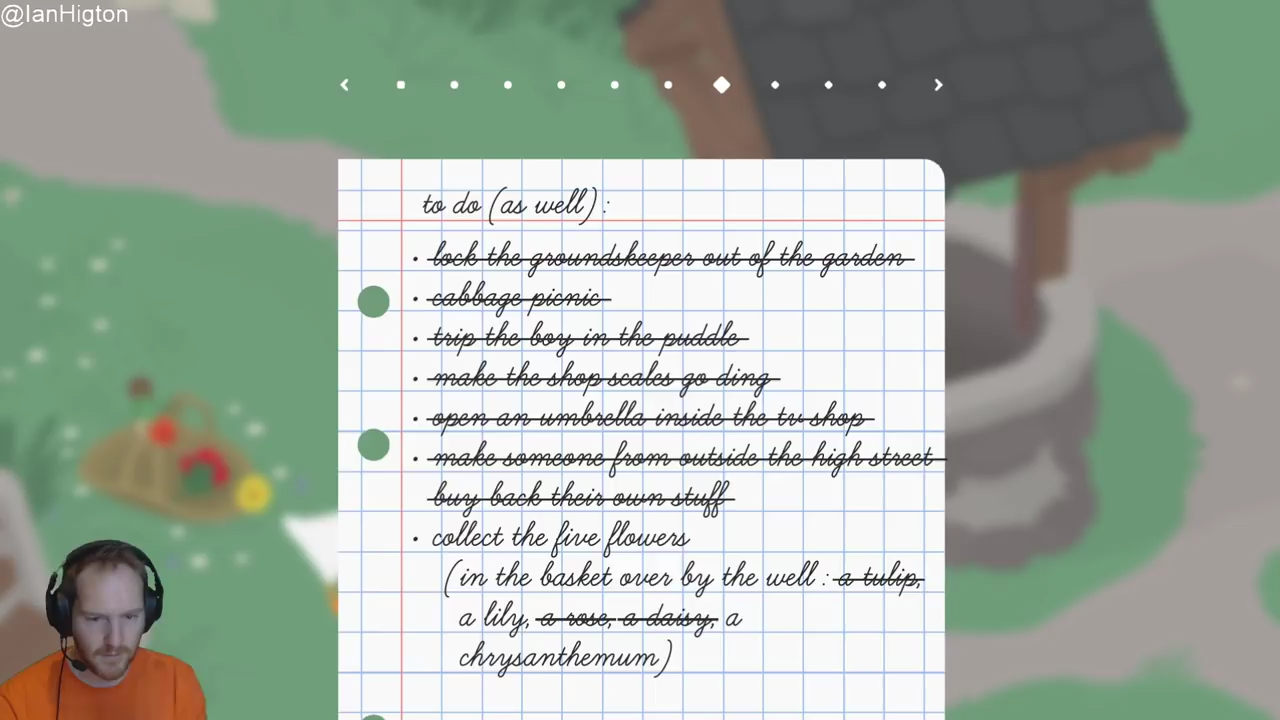 @IanHigton
to do (as well) :
• lock the groundskeeper out of the garden
• cabbage picnic
• trip the boy in the puddle
• make the shop scales go ding
• open an umbrella inside the tv shop
• make someone from outside the high street
buy back their own stuff
• collect the five flowers
(in the basket over by the well : a tulip,
a lily, a rose, a daisy, a
chrysanthemum)